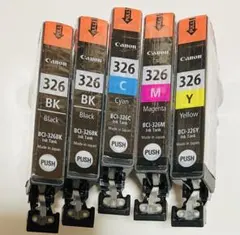 Canon
326
BK
Black
BCI-326BK
Ink Tank
PUSH
Canon
326
BK
Black
BCI-326BK
Ink Tank
PUSH
Canon
326
C
Cyan
BCI-326C
Ink Tank
PUSH
Canon
326
M
Magenta
BCI-326M
Ink Tank
PUSH
Canon
326
Y
Yellow
BCI-326Y
Ink Tank
PUSH